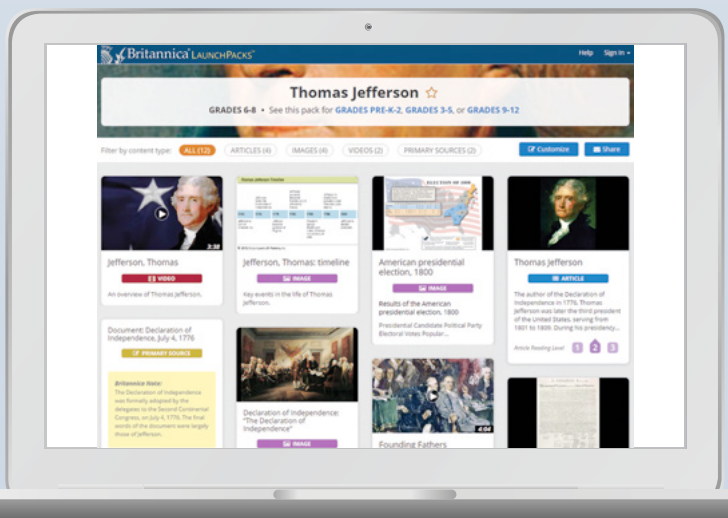 Britannica LAUNCHPACKS™
Help Sign In
Thomas Jefferson
GRADES 6-8 • See this pack for GRADES PRE-K-2, GRADES 3-5, or GRADES 9-12
Filter by content type: ALL (12) ARTICLES (4) IMAGES (4) VIDEOS (2) PRIMARY SOURCES (2) Customize Share
3:38
Jefferson, Thomas
VIDEO
An overview of Thomas Jefferson.
Document: Declaration of
Independence, July 4, 1776
PRIMARY SOURCE
Britannica Note:
The Declaration of Independence
was formally adopted by the
delegates to the Second Continental
Congress, on July 4, 1776. The final
words of the document were largely
those of Jefferson.
Thomas Jefferson Timeline
Jefferson, Thomas: timeline
IMAGE
Key events in the life of Thomas
Jefferson.
Declaration of Independence:
"The Declaration of
Independence"
IMAGE
ELECTION OF 1800
American presidential
election, 1800
IMAGE
Results of the American
presidential election, 1800
Presidential Candidate Political Party
Electoral Votes Popular...
4:04
Founding Fathers
Thomas Jefferson
ARTICLE
The author of the Declaration of
Independence in 1776, Thomas
Jefferson was later the third president
of the United States, serving from
1801 to 1809. During his presidency...
Article Reading Level 1 2 3